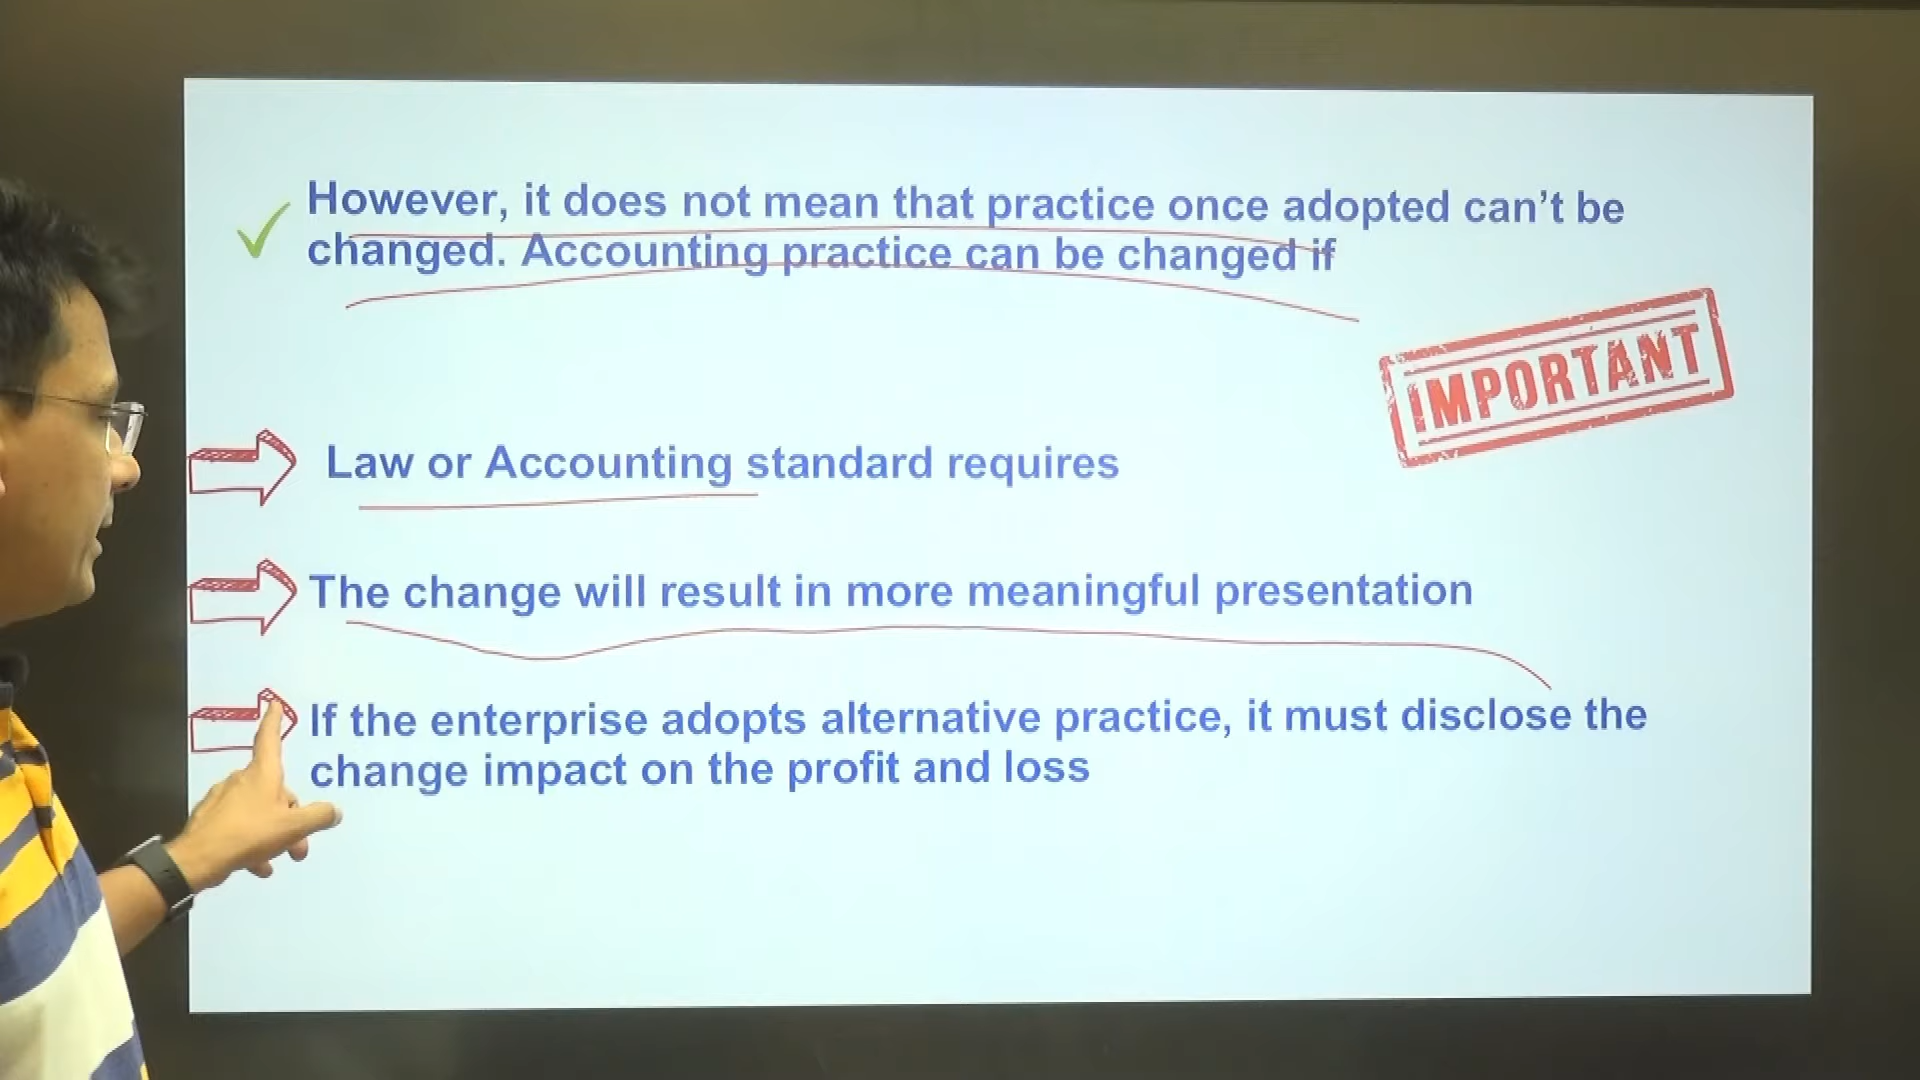 However, it does not mean that practice once adopted can’t be
changed. Accounting practice can be changed if
IMPORTANT
Law or Accounting standard requires
The change will result in more meaningful presentation
If the enterprise adopts alternative practice, it must disclose the
change impact on the profit and loss